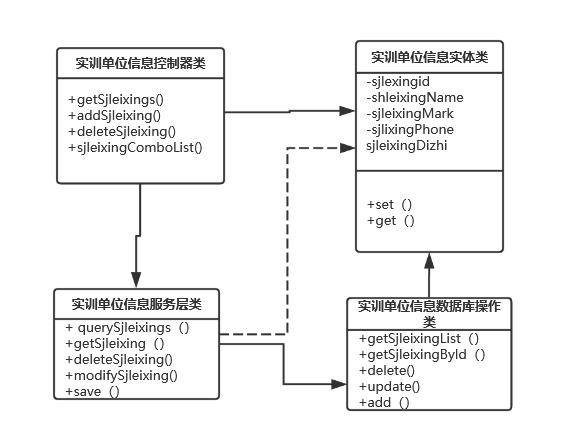 实训单位信息控制器类
+getSjleixings()
+addSjleixing()
+deleteSjleixing()
+sjleixingComboList()
实训单位信息实体类
-sjlexingid
-shleixingName
-sjleixingMark
-sjlixingPhone
sjleixingDizhi
+set（）
+get（）
实训单位信息服务层类
+ querySjleixings（）
+getSjleixing（）
+deleteSjleixing()
+modifySjleixing()
+save（）
实训单位信息数据库操作
类
+getSjleixingList（）
+getSjleixingById（）
+delete()
+update()
+add（）